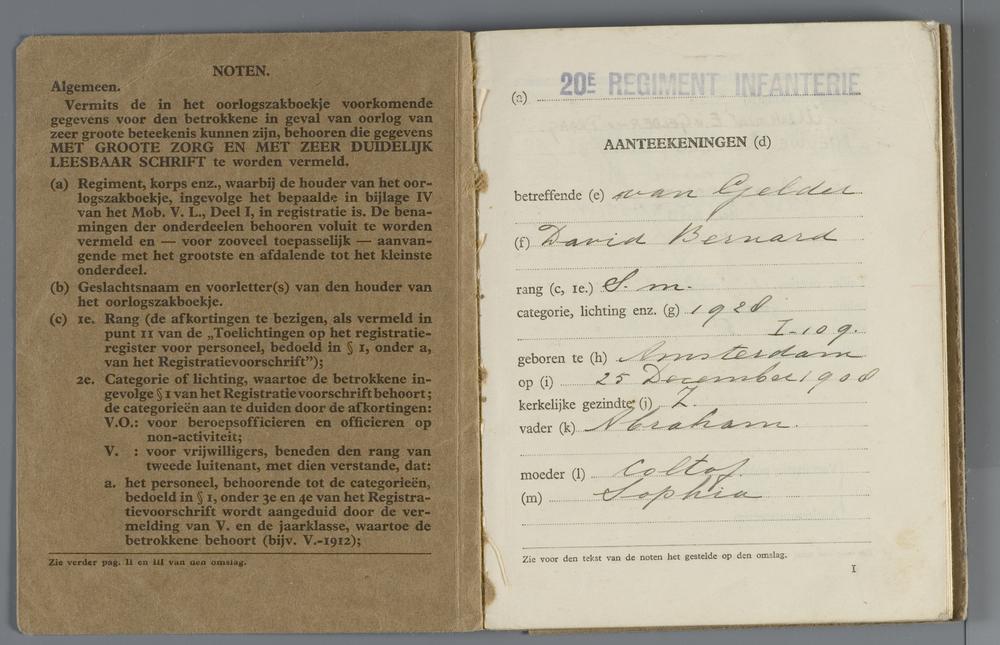 NOTEN.
Algemeen.
Vermits de in het oorlogszakboekje voorkomende
gegevens voor den betrokkene in geval van oorlog van
zeer groote beteekenis kunnen zijn, behooren die gegevens
MET GROOTE ZORG EN MET ZEER DUIDELIJK
LEESBAAR SCHRIFT te worden vermeld.
(a) Regiment, korps enz., waarbij de houder van het oor-
logszakboekje, ingevolge het bepaalde in bijlage IV
van het Mob. V. L., Deel I, in registratie is. De bena-
mingen der onderdeelen behooren voluit te worden
vermeld en — voor zooveel toepasselijk — aanvan-
gende met het grootste en afdalende tot het kleinste
onderdeel.
(b) Geslachtsnaam en voorletter(s) van den houder van
het oorlogszakboekje.
(c) 1e. Rang (de afkortingen te bezigen, als vermeld in
punt 11 van de „Toelichtingen op het registratie-
register voor personeel, bedoeld in § 1, onder a,
van het Registratievoorschrift");
2e. Categorie of lichting, waartoe de betrokkene in-
gevolge § 1 van het Registratievoorschrift behoort;
de categorieën aan te duiden door de afkortingen:
V.O.: voor beroepsofficieren en officieren op
non-activiteit;
V. : voor vrijwilligers, beneden den rang van
tweede luitenant, met dien verstande, dat:
a. het personeel, behoorende tot de categorieën,
bedoeld in § 1, onder 3e en 4e van het Registra-
tievoorschrift wordt aangeduid door de ver-
melding van V. en de jaarklasse, waartoe de
betrokkene behoort (bijv. V.-1912);
Zie verder pag. II en III van den omslag.
(a) 20E REGIMENT INFANTERIE
AANTEEKENINGEN (d)
betreffende (e) van Gelder
(f) David Bernard
rang (c, 1e.) S. m.
categorie, lichting enz. (g) 1928
I-109.
geboren te (h) Amsterdam
op (i) 25 December 1908
kerkelijke gezindte (j) Z.
vader (k) Abraham.
moeder (l) Coltof
(m) Sophia
Zie voor den tekst van de noten het gestelde op den omslag.
1